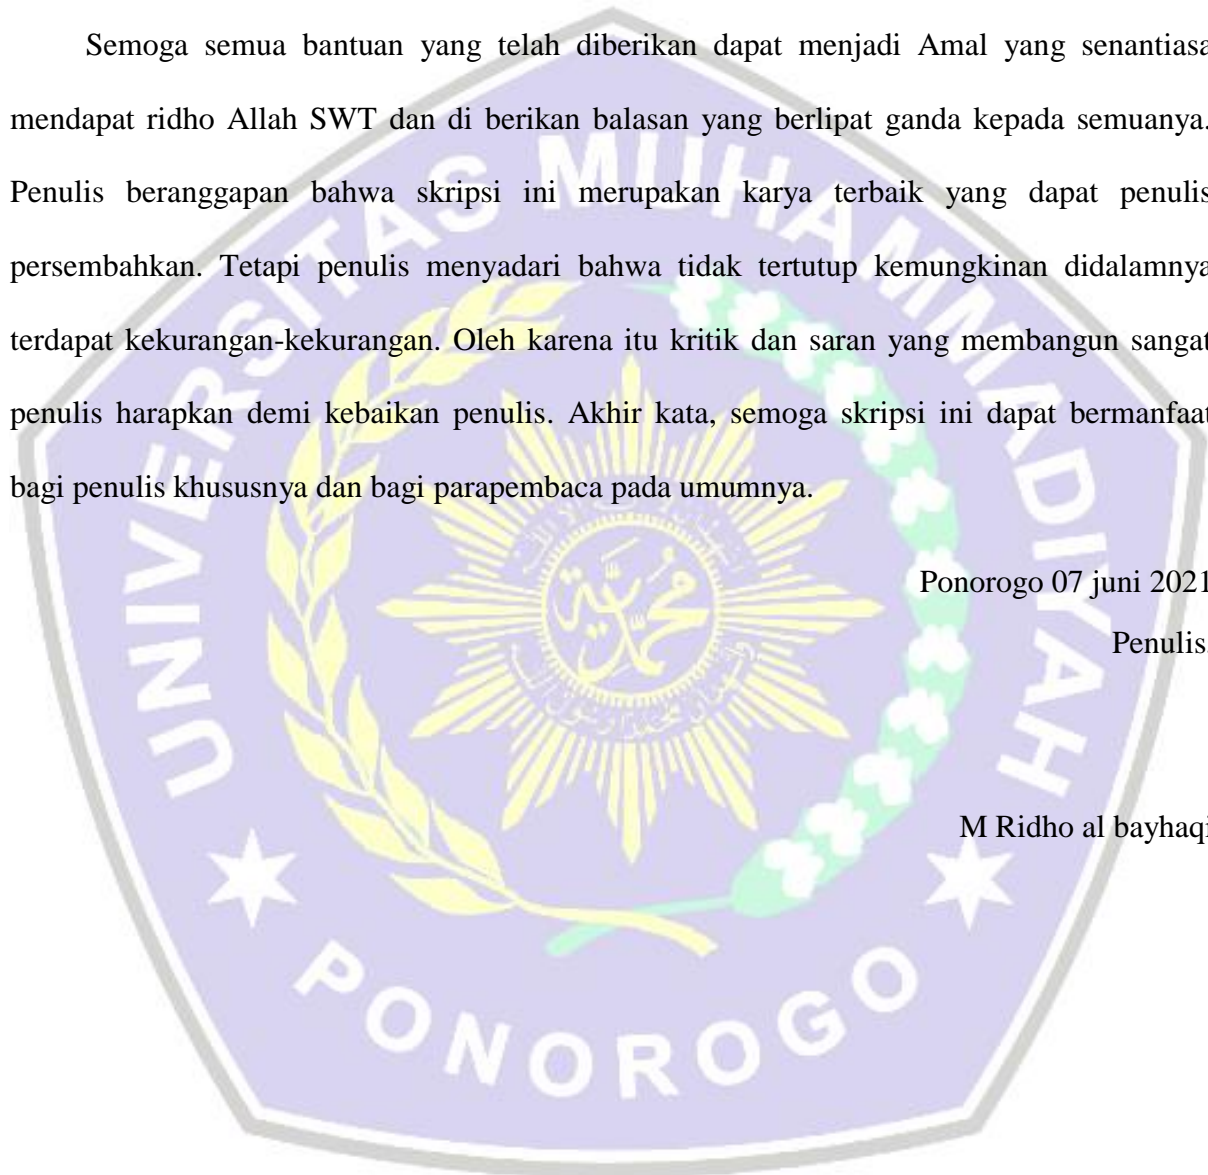 Semoga semua bantuan yang telah diberikan dapat menjadi Amal yang senantiasa
mendapat ridho Allah SWT dan di berikan balasan yang berlipat ganda kepada semuanya.
Penulis beranggapan bahwa skripsi ini merupakan karya terbaik yang dapat penulis
persembahkan. Tetapi penulis menyadari bahwa tidak tertutup kemungkinan didalamnya
terdapat kekurangan-kekurangan. Oleh karena itu kritik dan saran yang membangun sangat
penulis harapkan demi kebaikan penulis. Akhir kata, semoga skripsi ini dapat bermanfaat
bagi penulis khususnya dan bagi parapembaca pada umumnya.
Ponorogo 07 juni 2021
Penulis.
M Ridho al bayhaqi
UNIVERSITAS MUHAMMADIYAH
PONOROGO
محمدية